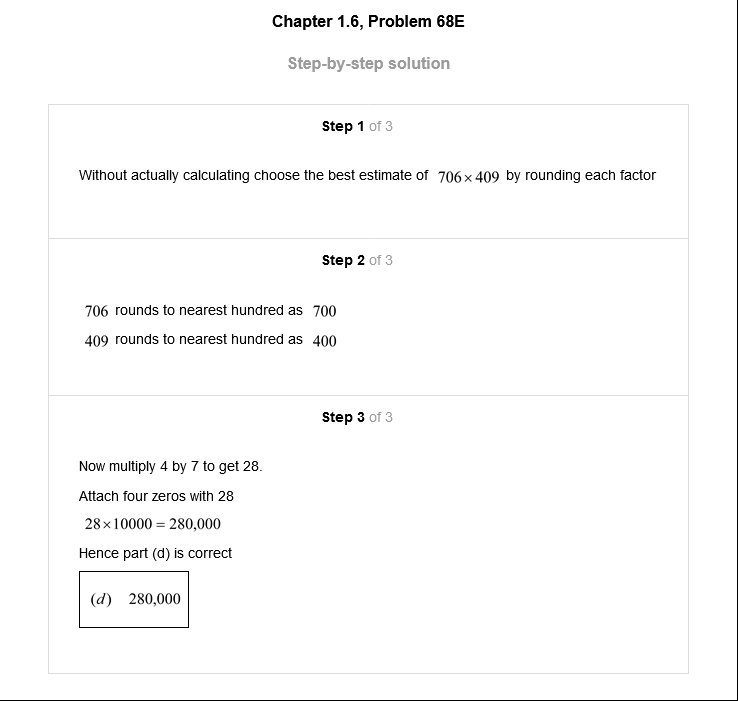 Chapter 1.6, Problem 68E
Step-by-step solution
Step 1 of 3
Without actually calculating choose the best estimate of 706 × 409 by rounding each factor
Step 2 of 3
706 rounds to nearest hundred as 700
409 rounds to nearest hundred as 400
Step 3 of 3
Now multiply 4 by 7 to get 28.
Attach four zeros with 28
28 × 10000 = 280,000
Hence part (d) is correct
(d) 280,000